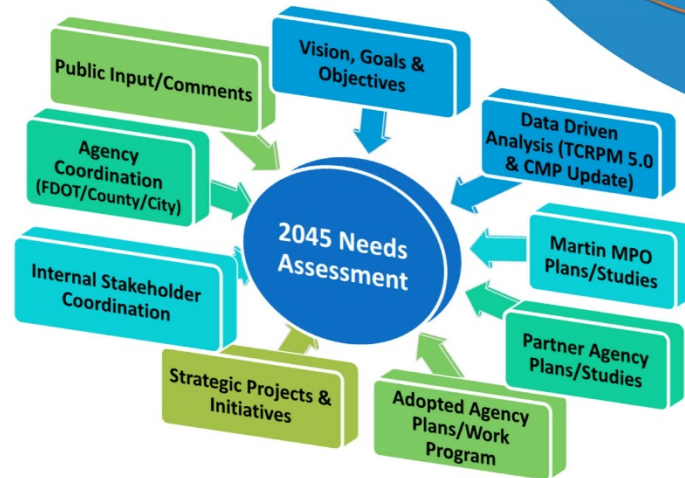 Vision, Goals &
Objectives
Public Input/Comments
Data Driven
Analysis (TCRPM 5.0
& CMP Update)
Agency
Coordination
(FDOT/County/City)
2045 Needs
Assessment
Martin MPO
Plans/Studies
Internal Stakeholder
Coordination
Partner Agency
Plans/Studies
Strategic Projects &
Initiatives
Adopted Agency
Plans/Work
Program